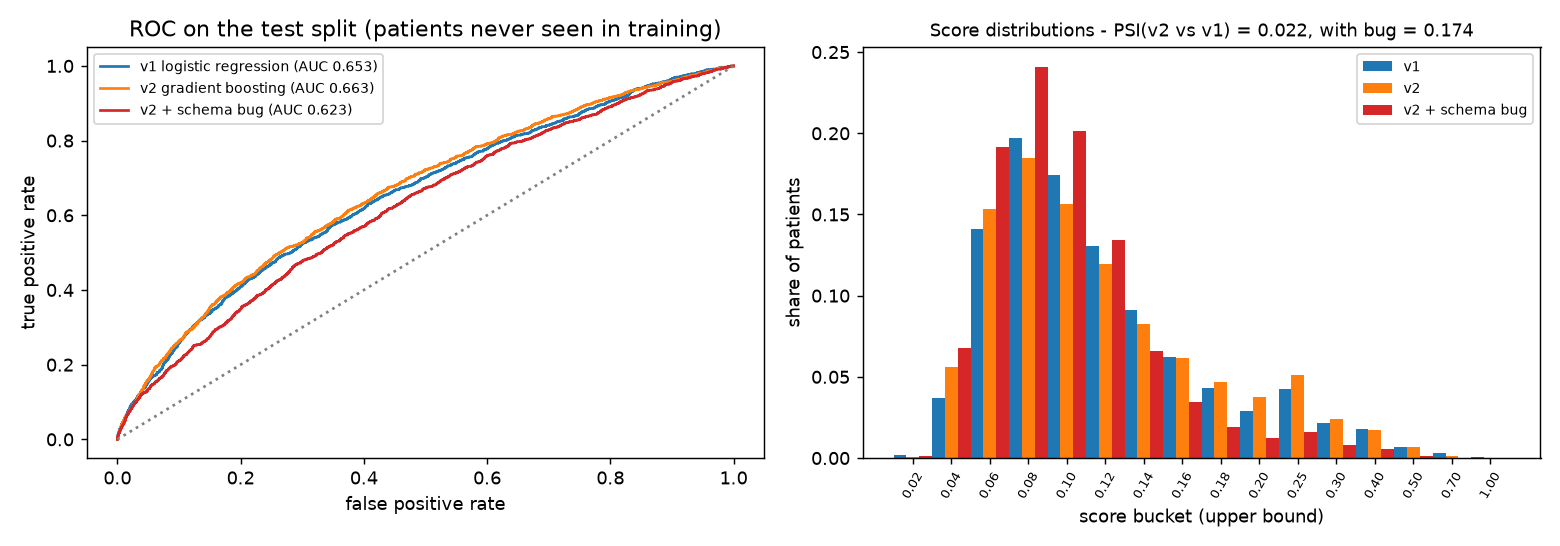 ROC on the test split (patients never seen in training)
v1 logistic regression (AUC 0.653)
v2 gradient boosting (AUC 0.663)
v2 + schema bug (AUC 0.623)
true positive rate
1.0
0.8
0.6
0.4
0.2
0.0
0.0 0.2 0.4 0.6 0.8 1.0
false positive rate
Score distributions - PSI(v2 vs v1) = 0.022, with bug = 0.174
v1
v2
v2 + schema bug
share of patients
0.25
0.20
0.15
0.10
0.05
0.00
0.02 0.04 0.06 0.08 0.10 0.12 0.14 0.16 0.18 0.20 0.25 0.30 0.40 0.50 0.70 1.00
score bucket (upper bound)